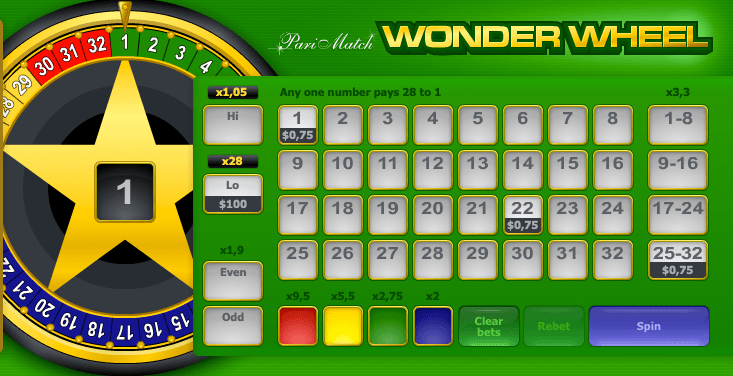 Pari Match
WONDER WHEEL
30 31 32 1 2 3 4
28 29
1
22 21 20 19 18 17 16 15
x1,05
Any one number pays 28 to 1
x3,3
Hi
1 2 3 4 5 6 7 8 1-8
$0,75
x28
9 10 11 12 13 14 15 16 9-16
Lo
$100
17 18 19 20 21 22 23 24 17-24
$0,75
x1,9
25 26 27 28 29 30 31 32 25-32
$0,75
Even
x9,5 x5,5 x2,75 x2
Odd
Clear
bets
Rebet
Spin